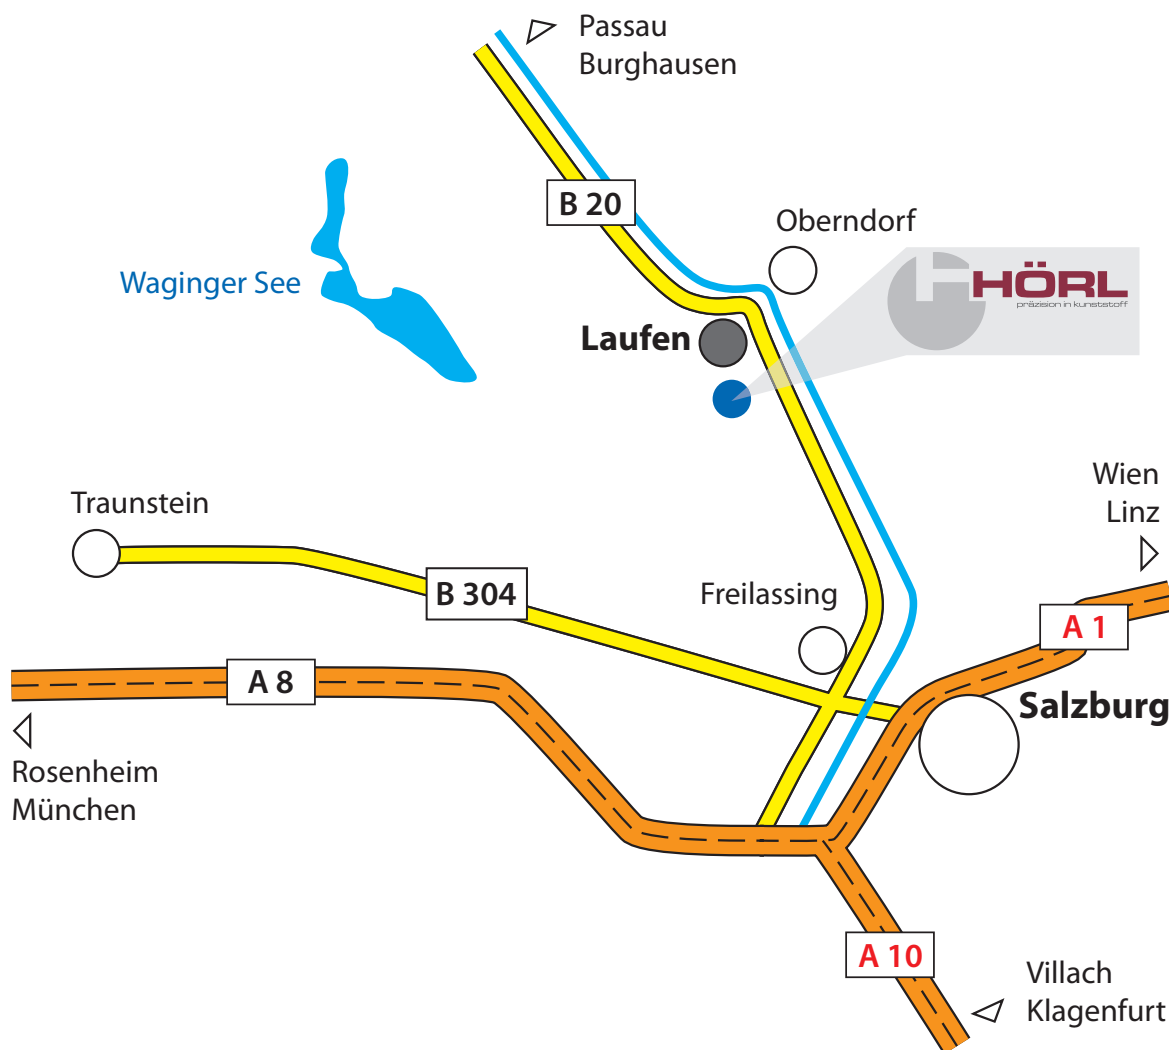 Passau
Burghausen
B 20
Oberndorf
HÖRL
präzision in kunststoff
Waginger See
Laufen
Wien
Linz
Traunstein
B 304
Freilassing
A 1
A 8
Salzburg
Rosenheim
München
A 10
Villach
Klagenfurt